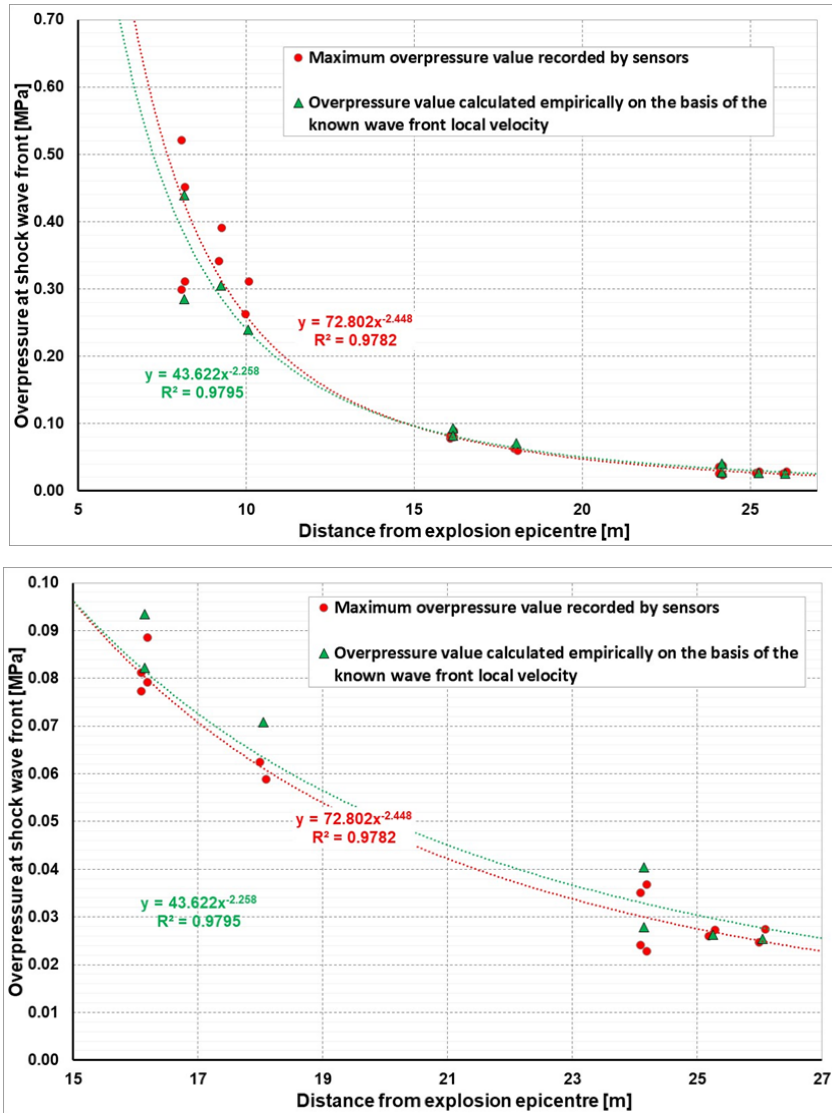 0.70
0.60
0.50
0.40
0.30
0.20
0.10
0.00
Overpressure at shock wave front [MPa]
Maximum overpressure value recorded by sensors
Overpressure value calculated empirically on the basis of the
known wave front local velocity
y = 72.802x^-2.448
R² = 0.9782
y = 43.622x^-2.258
R² = 0.9795
5 10 15 20 25
Distance from explosion epicentre [m]
0.10
0.09
0.08
0.07
0.06
0.05
0.04
0.03
0.02
0.01
0.00
Overpressure at shock wave front [MPa]
Maximum overpressure value recorded by sensors
Overpressure value calculated empirically on the basis of the
known wave front local velocity
y = 72.802x^-2.448
R² = 0.9782
y = 43.622x^-2.258
R² = 0.9795
15 17 19 21 23 25 27
Distance from explosion epicentre [m]